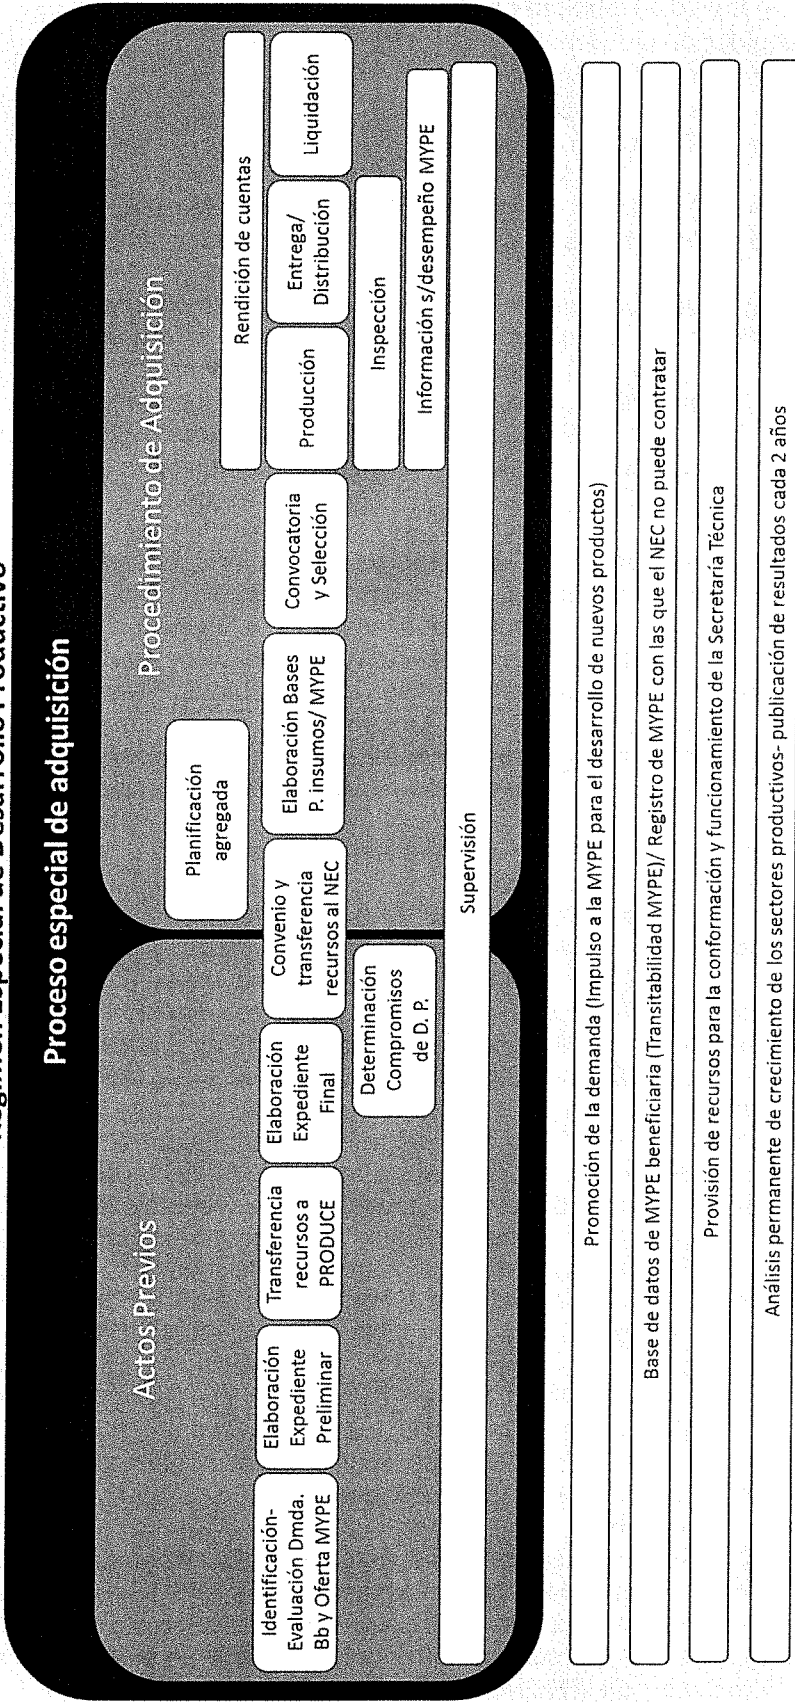 Régimen Especial de Desarrollo Productivo
Proceso especial de adquisición
Actos Previos
Identificación-
Evaluación Dmda.
Bb y Oferta MYPE
Elaboración
Expediente
Preliminar
Transferencia
recursos a
PRODUCE
Elaboración
Expediente
Final
Convenio y
transferencia
recursos al NEC
Determinación
Compromisos
de D. P.
Procedimiento de Adquisición
Planificación
agregada
Elaboración Bases
P. insumos/ MYPE
Convocatoria
y Selección
Rendición de cuentas
Producción
Entrega/
Distribución
Liquidación
Inspección
Información s/desempeño MYPE
Supervisión
Promoción de la demanda (Impulso a la MYPE para el desarrollo de nuevos productos)
Base de datos de MYPE beneficiaria (Transitabilidad MYPE)/ Registro de MYPE con las que el NEC no puede contratar
Provisión de recursos para la conformación y funcionamiento de la Secretaría Técnica
Análisis permanente de crecimiento de los sectores productivos- publicación de resultados cada 2 años